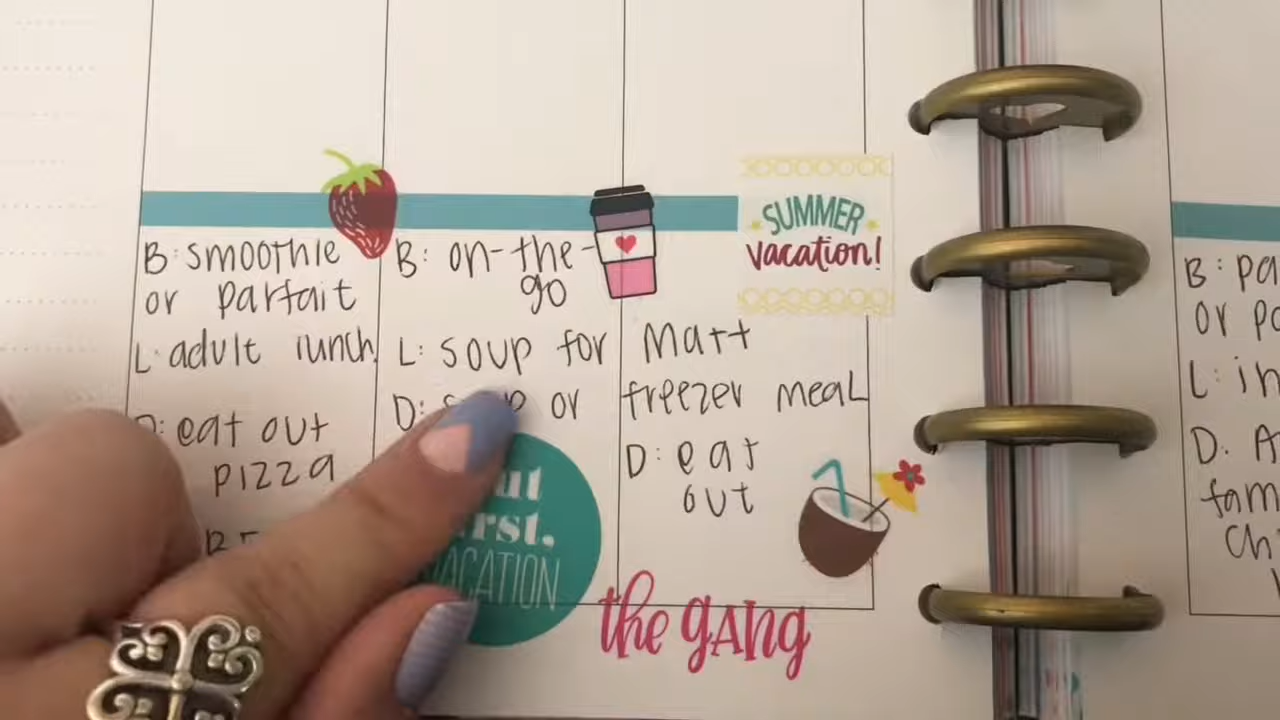 B: smoothie
or parfait
L: adult lunch
eat out
pizza
B: on-the-
go
L: soup for Matt
D: or freezer meal
D: eat
out
SUMMER
vacation!
VACATION
the gang
B:
or
L:
D.